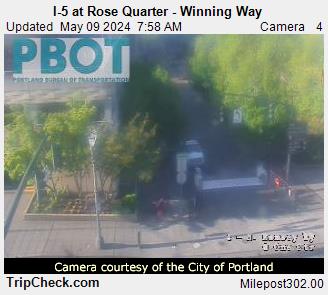 I-5 at Rose Quarter - Winning Way
Updated May 09 2024 7:58 AM Camera 4
PBOT
PORTLAND BUREAU OF TRANSPORTATION
Camera courtesy of the City of Portland
TripCheck.com Milepost302.00